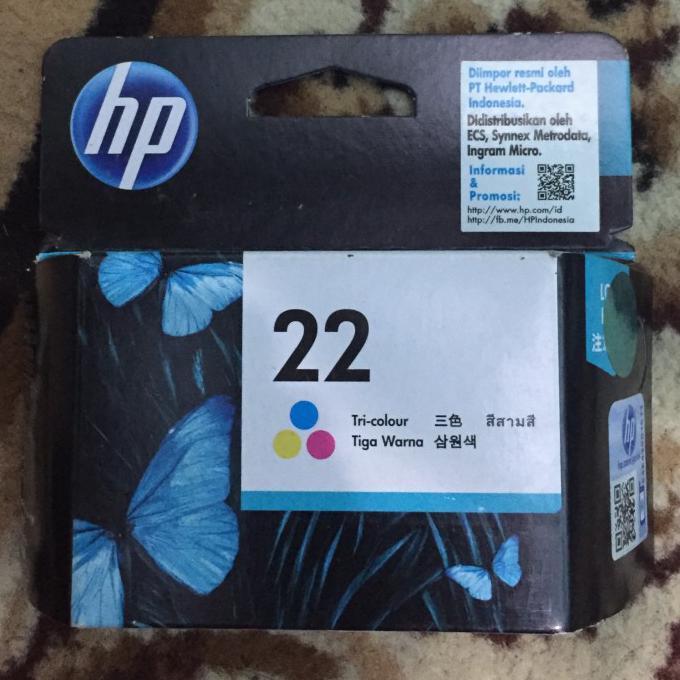 hp
Diimpor resmi oleh
PT Hewlett-Packard
Indonesia.
Didistribusikan oleh
ECS, Synnex Metrodata,
Ingram Micro.
Informasi
&
Promosi:
http://www.hp.com/id
http://fb.me/HPIndonesia
22
Tri-colour 三色 สีสามสี
Tiga Warna 삼원색
注
hp